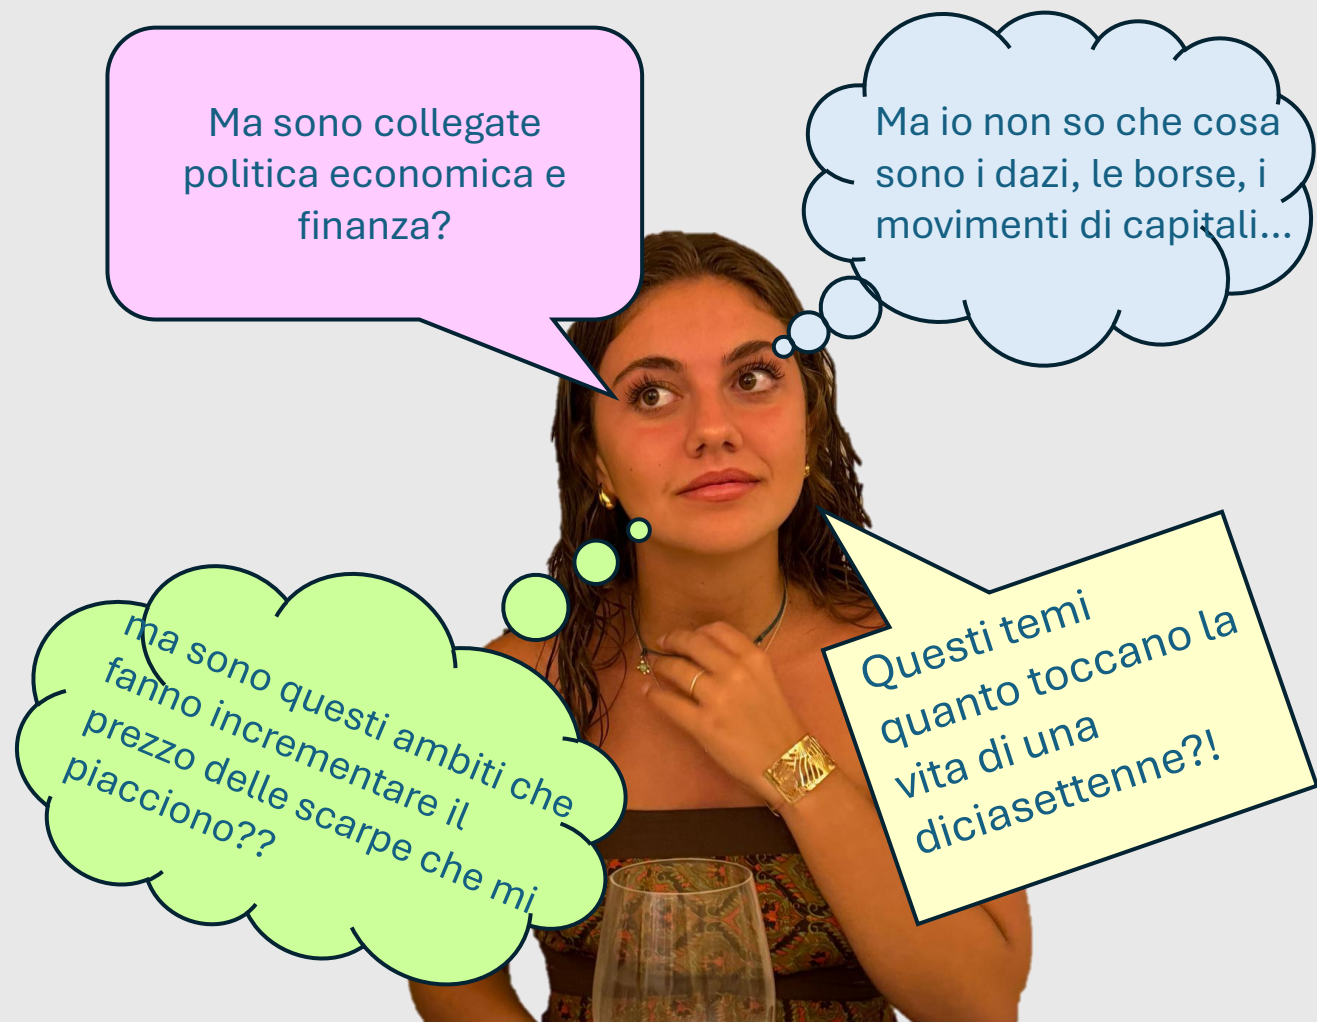 Ma sono collegate
politica economica e
finanza?
Ma io non so che cosa
sono i dazi, le borse, i
movimenti di capitali...
ma sono questi ambiti che
fanno incrementare il
prezzo delle scarpe che mi
piacciono??
Questi temi
quanto toccano la
vita di una
diciasettenne?!